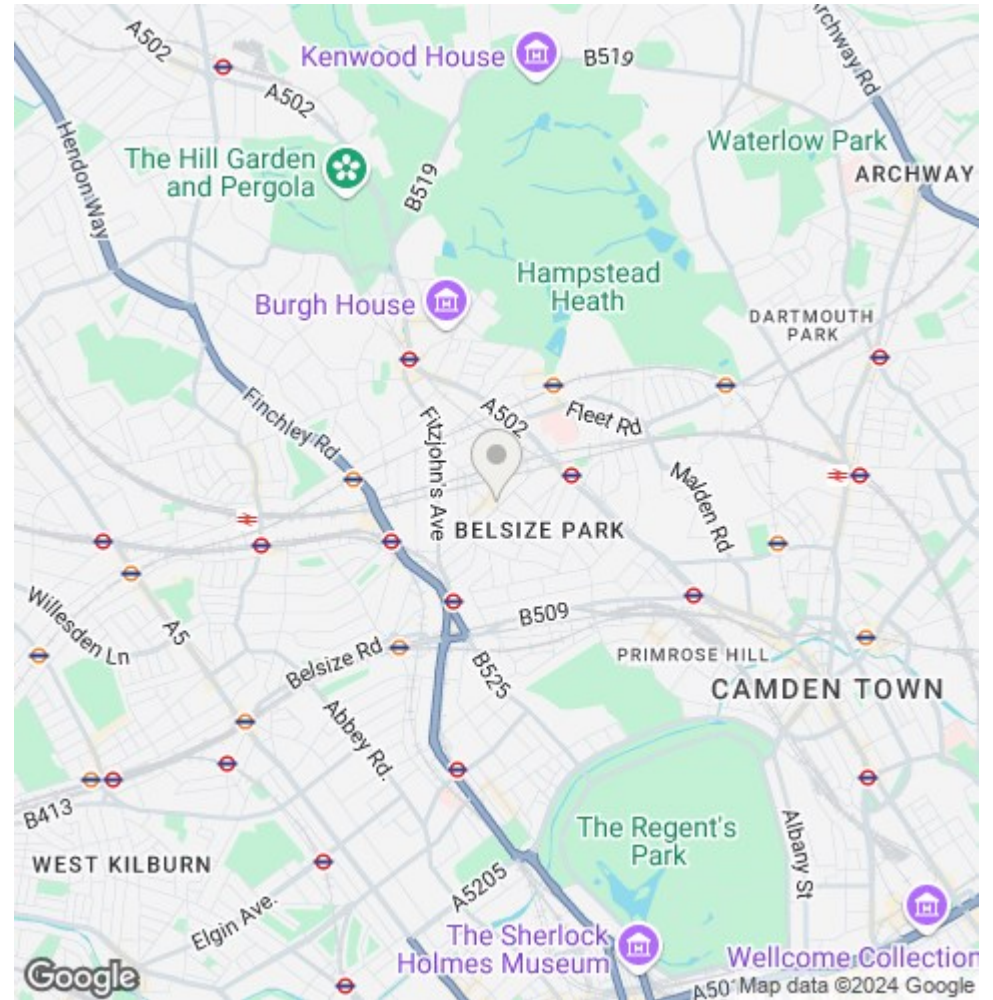 A502
Kenwood House
B519
Archway Rd
A502
Hendon Way
The Hill Garden
and Pergola
B519
Waterlow Park
ARCHWAY
Hampstead
Heath
Burgh House
DARTMOUTH
PARK
Finchley Rd
Fitzjohn's Ave
A502
Fleet Rd
Malden Rd
BELSIZE PARK
Willesden Ln
A5
B509
Belsize Rd
B525
PRIMROSE HILL
CAMDEN TOWN
Abbey Rd.
B413
Albany St
The Regent's
Park
WEST KILBURN
A5205
Elgin Ave.
The Sherlock
Holmes Museum
Wellcome Collection
A501
Google
Map data ©2024 Google